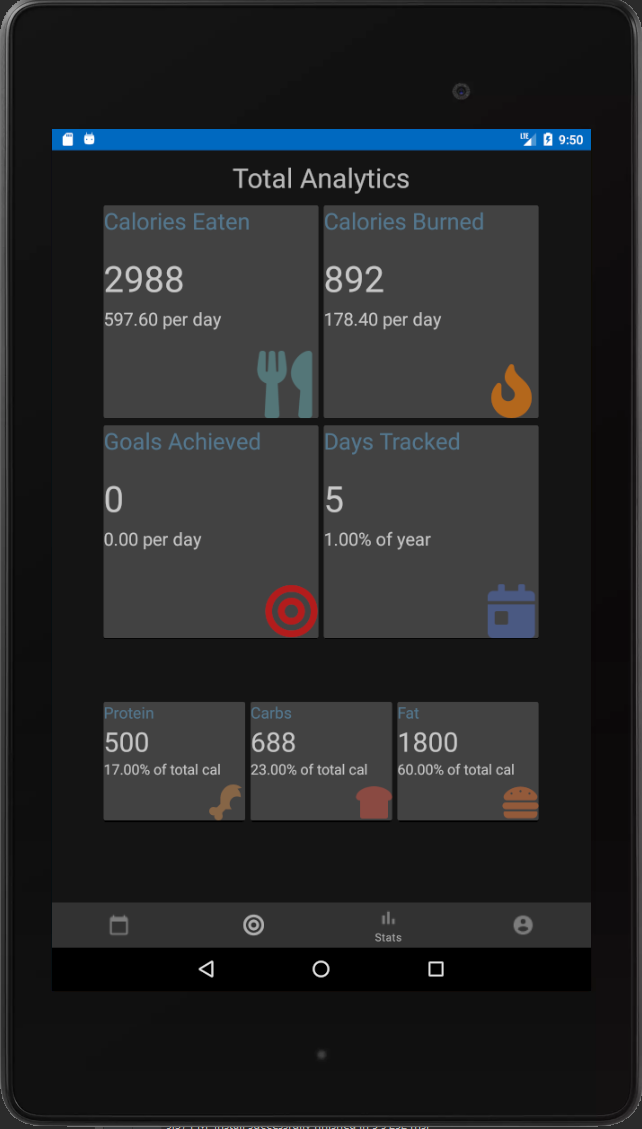 LTE 9:50
Total Analytics
Calories Eaten
2988
597.60 per day
Calories Burned
892
178.40 per day
Goals Achieved
0
0.00 per day
Days Tracked
5
1.00% of year
Protein
500
17.00% of total cal
Carbs
688
23.00% of total cal
Fat
1800
60.00% of total cal
Stats